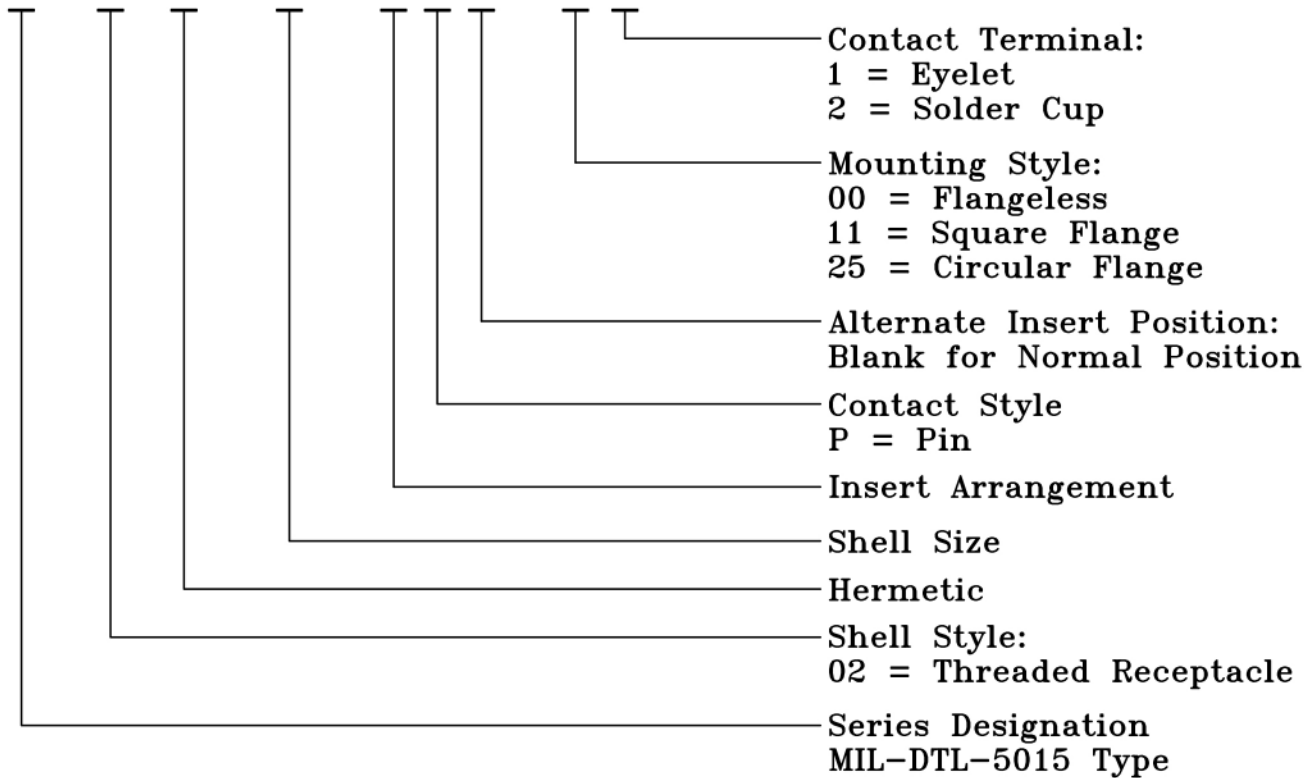 Contact Terminal:
1 = Eyelet
2 = Solder Cup
Mounting Style:
00 = Flangeless
11 = Square Flange
25 = Circular Flange
Alternate Insert Position:
Blank for Normal Position
Contact Style
P = Pin
Insert Arrangement
Shell Size
Hermetic
Shell Style:
02 = Threaded Receptacle
Series Designation
MIL-DTL-5015 Type